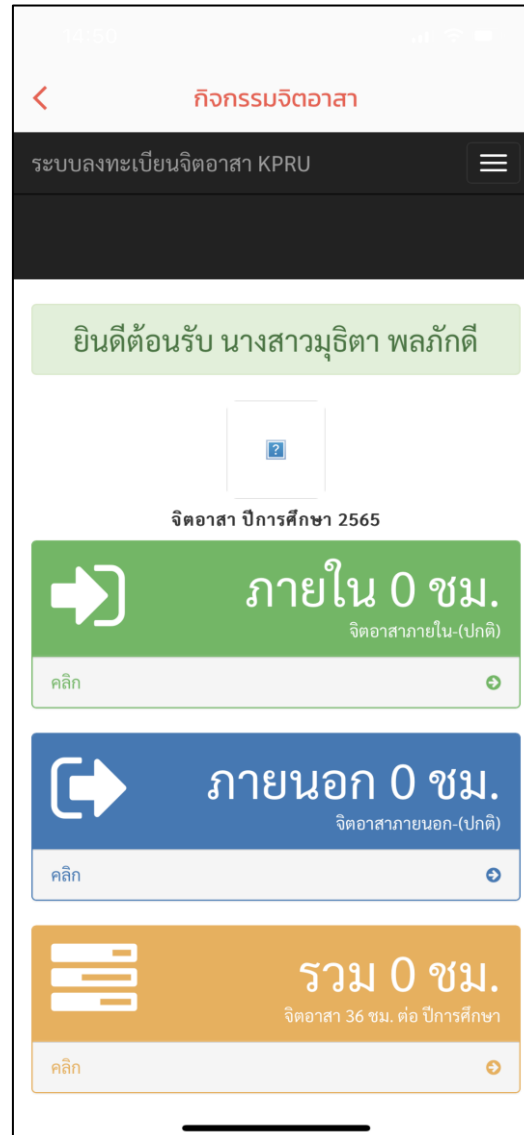 14:50
กิจกรรมจิตอาสา
ระบบลงทะเบียนจิตอาสา KPRU
ยินดีต้อนรับ นางสาวมุธิตา พลภักดี
จิตอาสา ปีการศึกษา 2565
ภายใน 0 ชม.
จิตอาสาภายใน-(ปกติ)
คลิก
ภายนอก 0 ชม.
จิตอาสาภายนอก-(ปกติ)
คลิก
รวม 0 ชม.
จิตอาสา 36 ชม. ต่อ ปีการศึกษา
คลิก